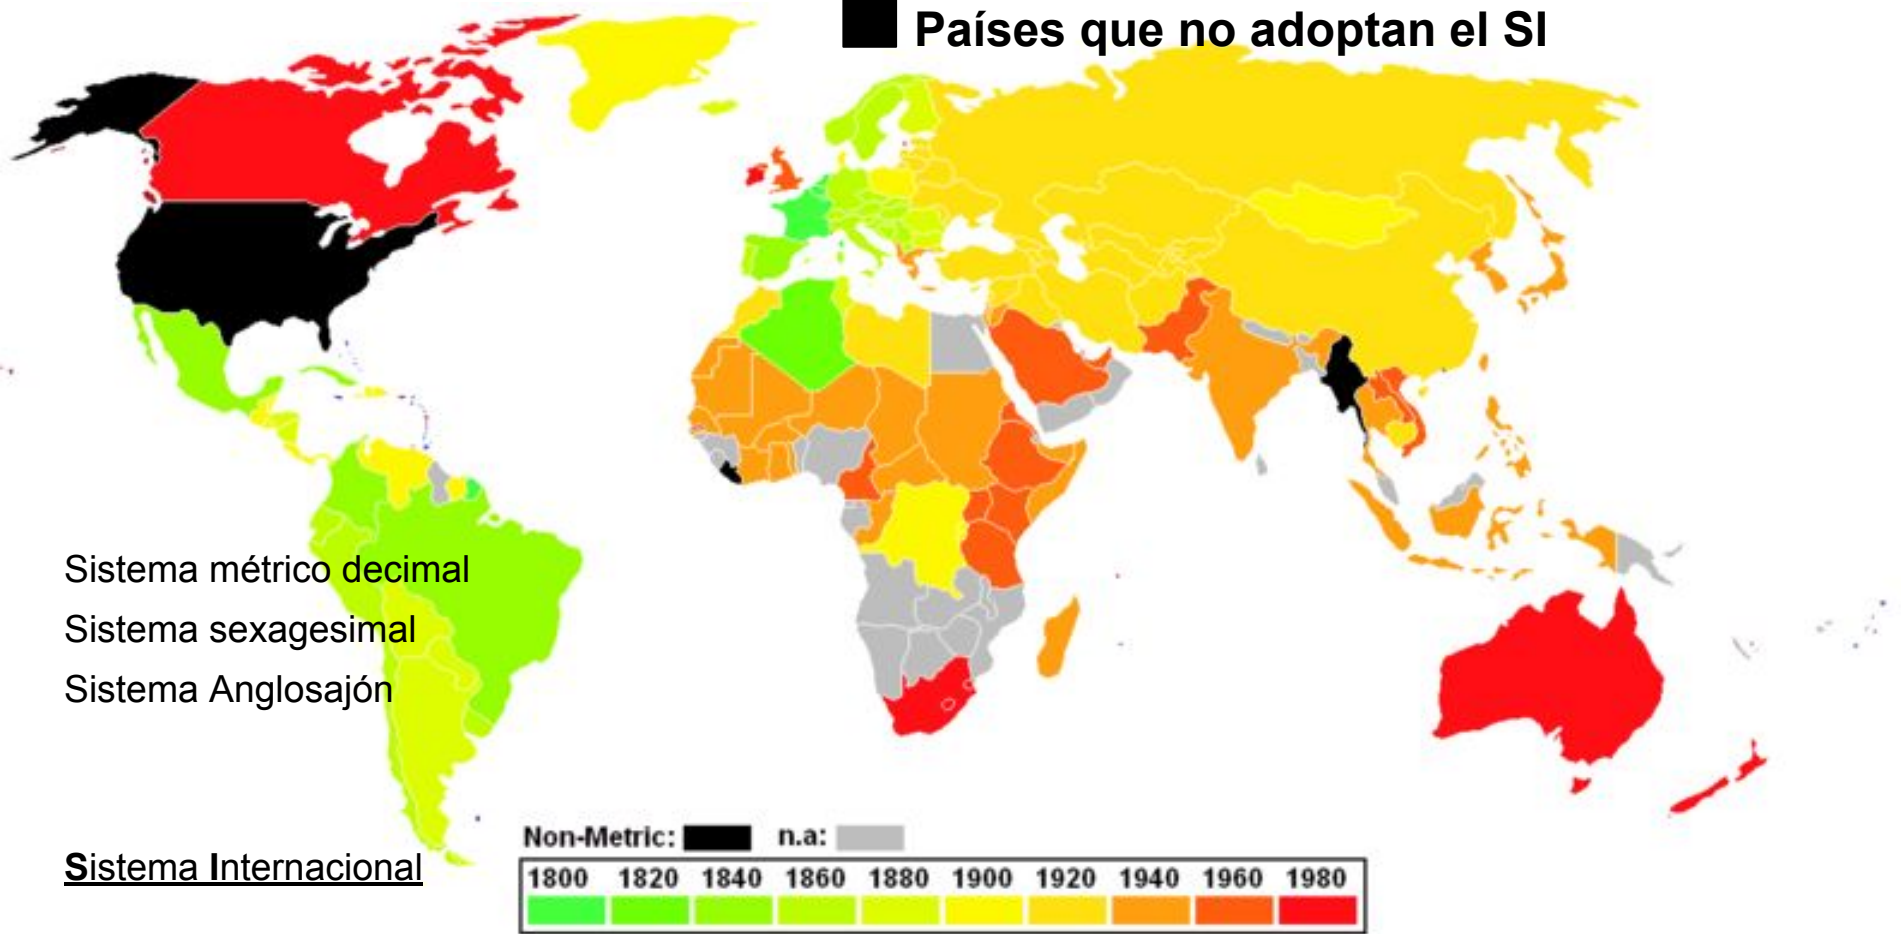 Países que no adoptan el SI
Sistema métrico decimal
Sistema sexagesimal
Sistema Anglosajón
Sistema Internacional
Non-Metric: n.a:
1800 1820 1840 1860 1880 1900 1920 1940 1960 1980